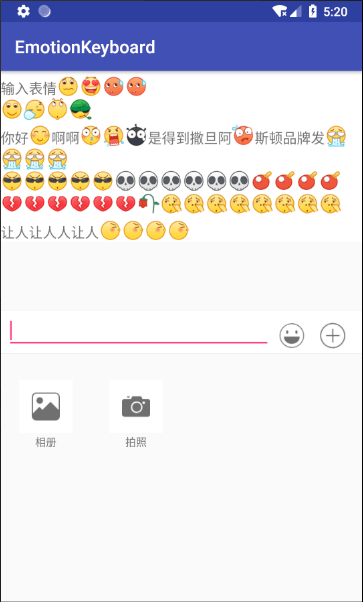 5:20
EmotionKeyboard
输入表情
你好 啊啊 是得到撒旦阿 斯顿品牌发
让人让人人让人
相册 拍照